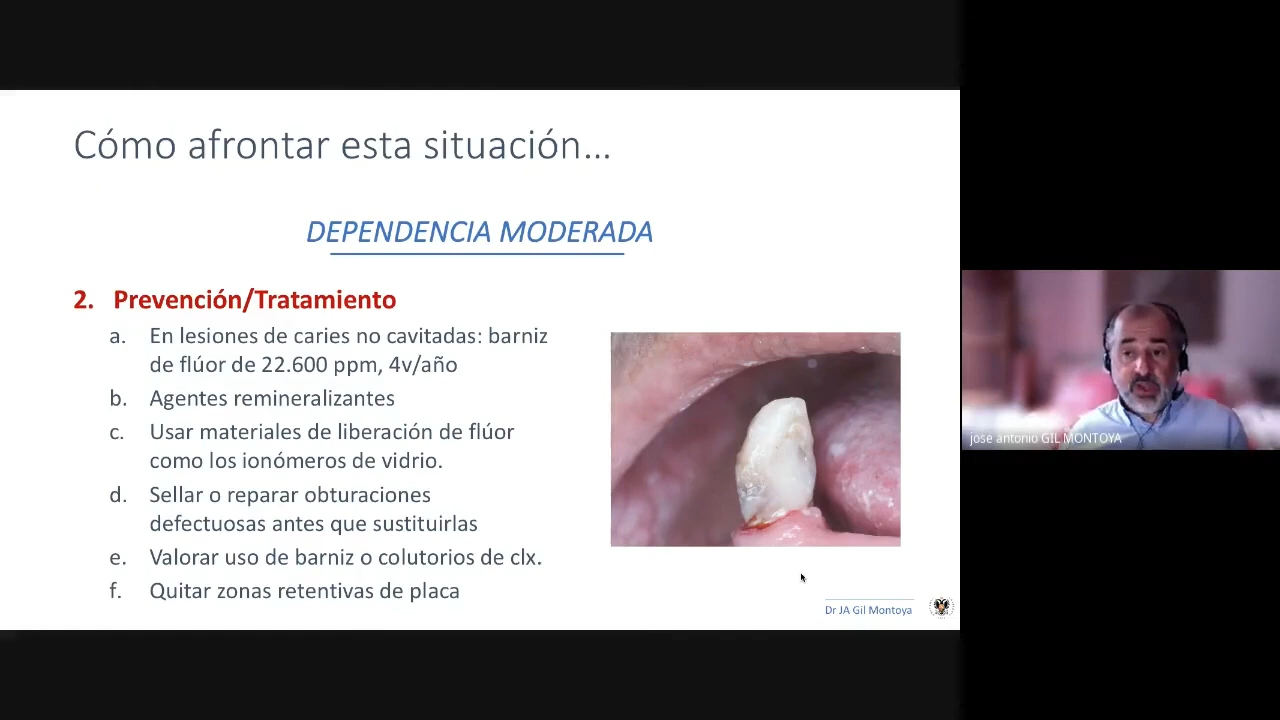 Cómo afrontar esta situación...
DEPENDENCIA MODERADA
2. Prevención/Tratamiento
a. En lesiones de caries no cavitadas: barniz
de flúor de 22.600 ppm, 4v/año
b. Agentes remineralizantes
c. Usar materiales de liberación de flúor
como los ionómeros de vidrio.
d. Sellar o reparar obturaciones
defectuosas antes que sustituirlas
e. Valorar uso de barniz o colutorios de clx.
f. Quitar zonas retentivas de placa
Dr JA Gil Montoya
jose antonio GIL MONTOYA